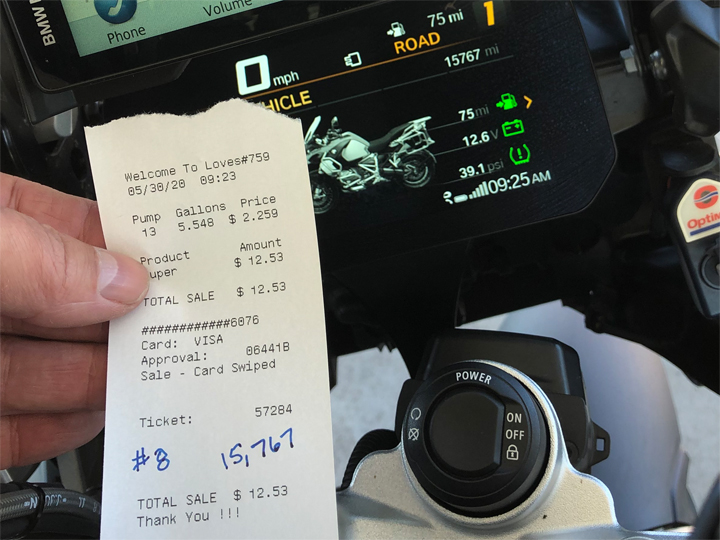 BMW
Phone
Volume
75 mi
1
ROAD
0 mph
15767 mi
HICLE
75 mi
12.6 V
39.1 psi
09:25 AM
Welcome To Loves#759
05/30/20 09:23
Pump Gallons Price
13 5.548 $ 2.259
Product Amount
uper $ 12.53
TOTAL SALE $ 12.53
############6076
Card: VISA
Approval: 06441B
Sale - Card Swiped
Ticket: 57284
#8 15,767
TOTAL SALE $ 12.53
Thank You !!!
POWER
ON
OFF
OptiM